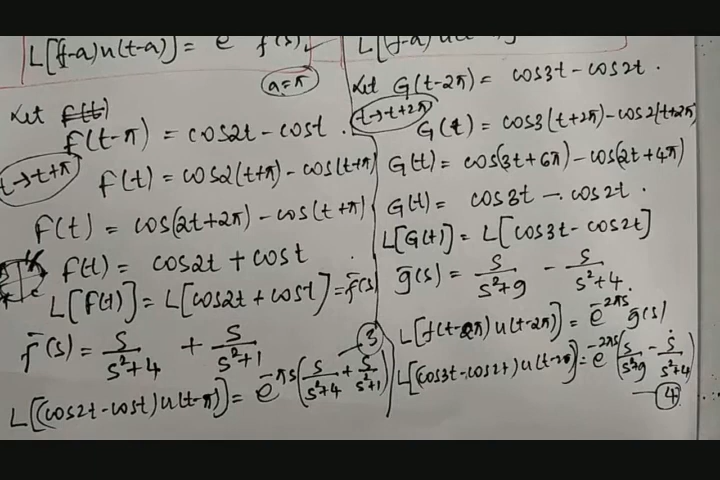 L[f-a)u(t-a)] = e f(s).
a=π
Let f(t)
f(t-π) = cos2t - cost.
t→t+π
f(t) = cos2(t+π) - cos(t+π)
f(t) = cos(2t+2π) - cos(t+π)
f(t) = cos2t + cost
L[f(t)] = L[cos2t + cost] = f̄(s)
f̄(s) = s/(s²+4) + s/(s²+1)
L[(cos2t-cost)u(t-π)] = e^-πs (s/(s²+4) + s/(s²+1)) — ③
Let G(t-2π) = cos3t - cos2t.
t→t+2π
G(t) = cos3(t+2π) - cos2(t+2π)
G(t) = cos(3t+6π) - cos(2t+4π)
G(t) = cos3t - cos2t.
L[G(t)] = L[cos3t - cos2t]
ḡ(s) = s/(s²+9) - s/(s²+4).
L[f(t-2π)u(t-2π)] = e^-2πs ḡ(s)
L[(cos3t-cos2t)u(t-2π)] = e^-2πs (s/(s²+9) - s/(s²+4))
— ④